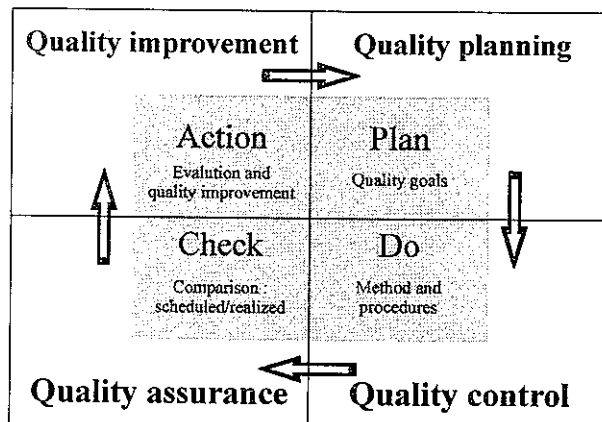 Quality improvement
Quality planning
Action
Evalution and
quality improvement
Plan
Quality goals
Check
Comparison :
scheduled/realized
Do
Method and
procedures
Quality assurance
Quality control